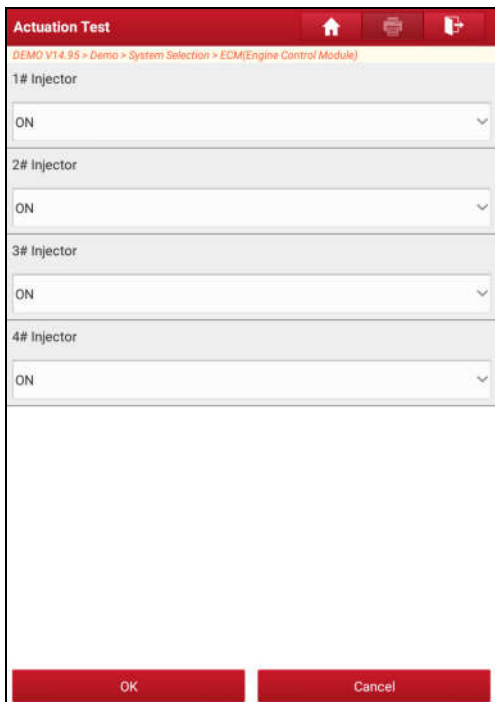 Actuation Test
DEMO V14.95 > Demo > System Selection > ECM(Engine Control Module)
1# Injector
ON
2# Injector
ON
3# Injector
ON
4# Injector
ON
OK Cancel